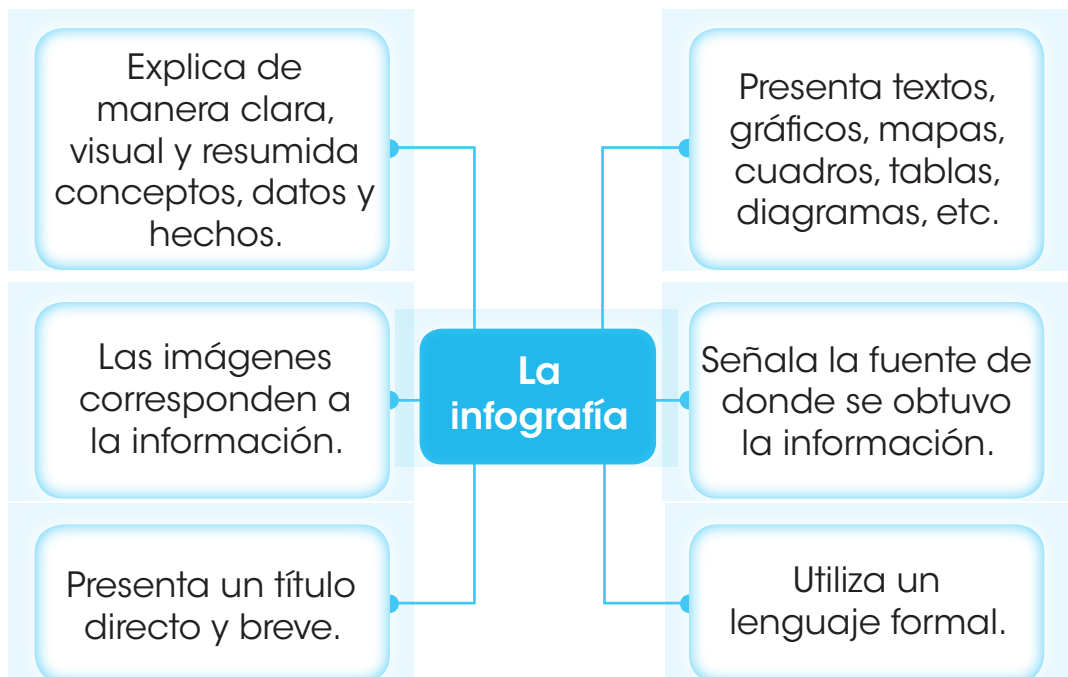 Explica de
manera clara,
visual y resumida
conceptos, datos y
hechos.
Presenta textos,
gráficos, mapas,
cuadros, tablas,
diagramas, etc.
Las imágenes
corresponden a
la información.
La
infografía
Señala la fuente de
donde se obtuvo
la información.
Presenta un título
directo y breve.
Utiliza un
lenguaje formal.